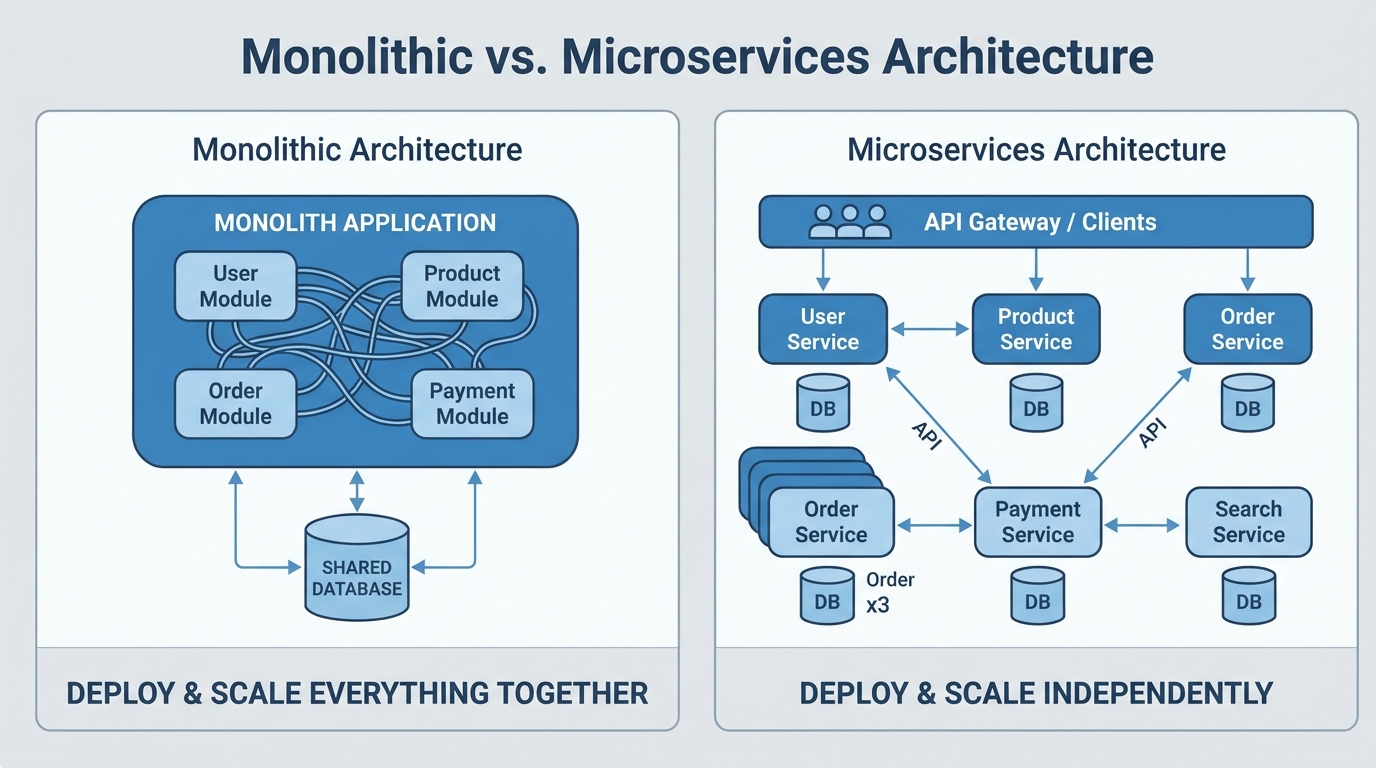 Monolithic vs. Microservices Architecture
Monolithic Architecture
MONOLITH APPLICATION
User
Module
Product
Module
Order
Module
Payment
Module
SHARED
DATABASE
DEPLOY & SCALE EVERYTHING TOGETHER
Microservices Architecture
API Gateway / Clients
User
Service
Product
Service
Order
Service
DB
DB
DB
API
API
Order
Service
Payment
Service
Search
Service
DB
Order
x3
DB
DB
DEPLOY & SCALE INDEPENDENTLY